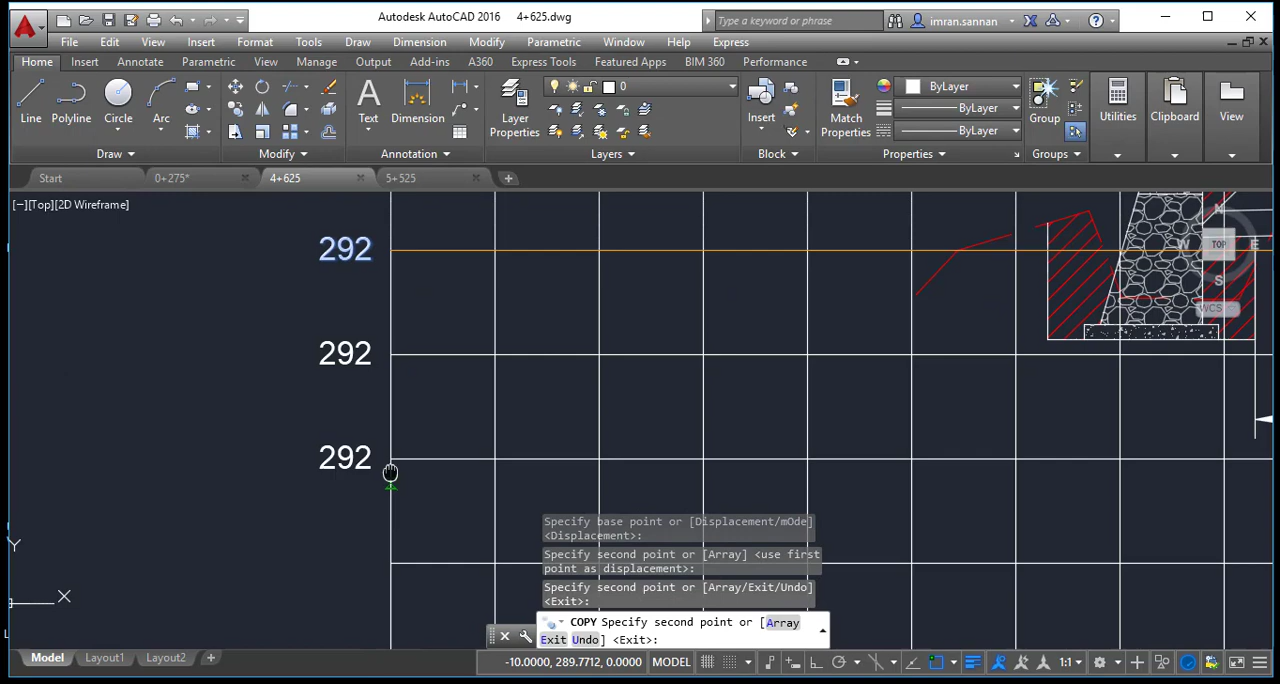 Autodesk AutoCAD 2016 4+625.dwg
Type a keyword or phrase
imran.sannan
File Edit View Insert Format Tools Draw Dimension Modify Parametric Window Help Express
Home Insert Annotate Parametric View Manage Output Add-ins A360 Express Tools Featured Apps BIM 360 Performance
0
ByLayer
ByLayer
ByLayer
Line Polyline Circle Arc
Text Dimension
Layer
Properties
Insert
Match
Properties
Group
Utilities
Clipboard
View
Draw Modify Annotation Layers Block Properties Groups
Start 0+275* 4+625 5+525
[−][Top][2D Wireframe]
N
W TOP E
S
WCS
292
292
292
Y
X
Specify base point or [Displacement/mOde]
<Displacement>:
Specify second point or [Array] <use first
point as displacement>:
Specify second point or [Array/Exit/Undo]
<Exit>:
COPY Specify second point or [Array
Exit Undo] <Exit>:
Model Layout1 Layout2
-10.0000, 289.7712, 0.0000 MODEL
1:1